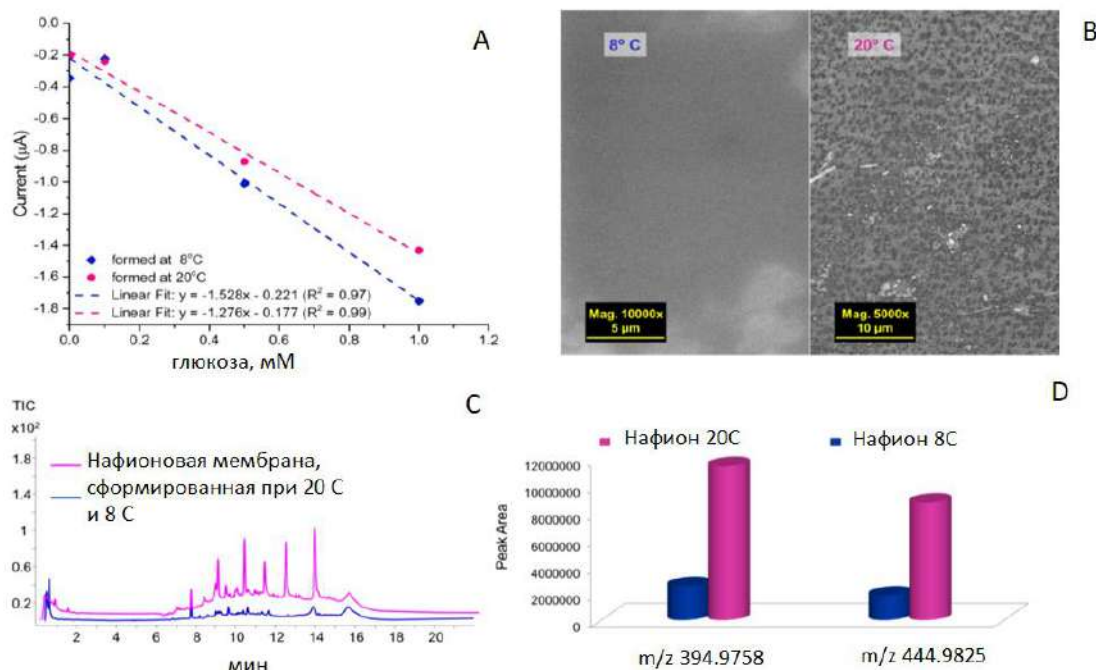 A
0.0
-0.2
-0.4
-0.6
-0.8
-1.0
-1.2
-1.4
-1.6
-1.8
Current (µA)
formed at 8°C
formed at 20°C
Linear Fit: y = -1.528x - 0.221 (R² = 0.97)
Linear Fit: y = -1.276x - 0.177 (R² = 0.99)
0.0 0.2 0.4 0.6 0.8 1.0 1.2
глюкоза, мМ
B
8° C
20° C
Mag. 10000x
5 µm
Mag. 5000x
10 µm
C
TIC
x10²
1.8
1.4
1
0.6
0.2
Нафионовая мембрана,
сформированная при 20 С
и 8 С
2 4 6 8 10 12 14 16 18 20
мин
D
Нафион 20С
Нафион 8С
Peak Area
12000000
10000000
8000000
6000000
4000000
2000000
0
m/z 394.9758
m/z 444.9825